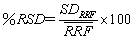 %RSD = SD_RRF / RRF × 100